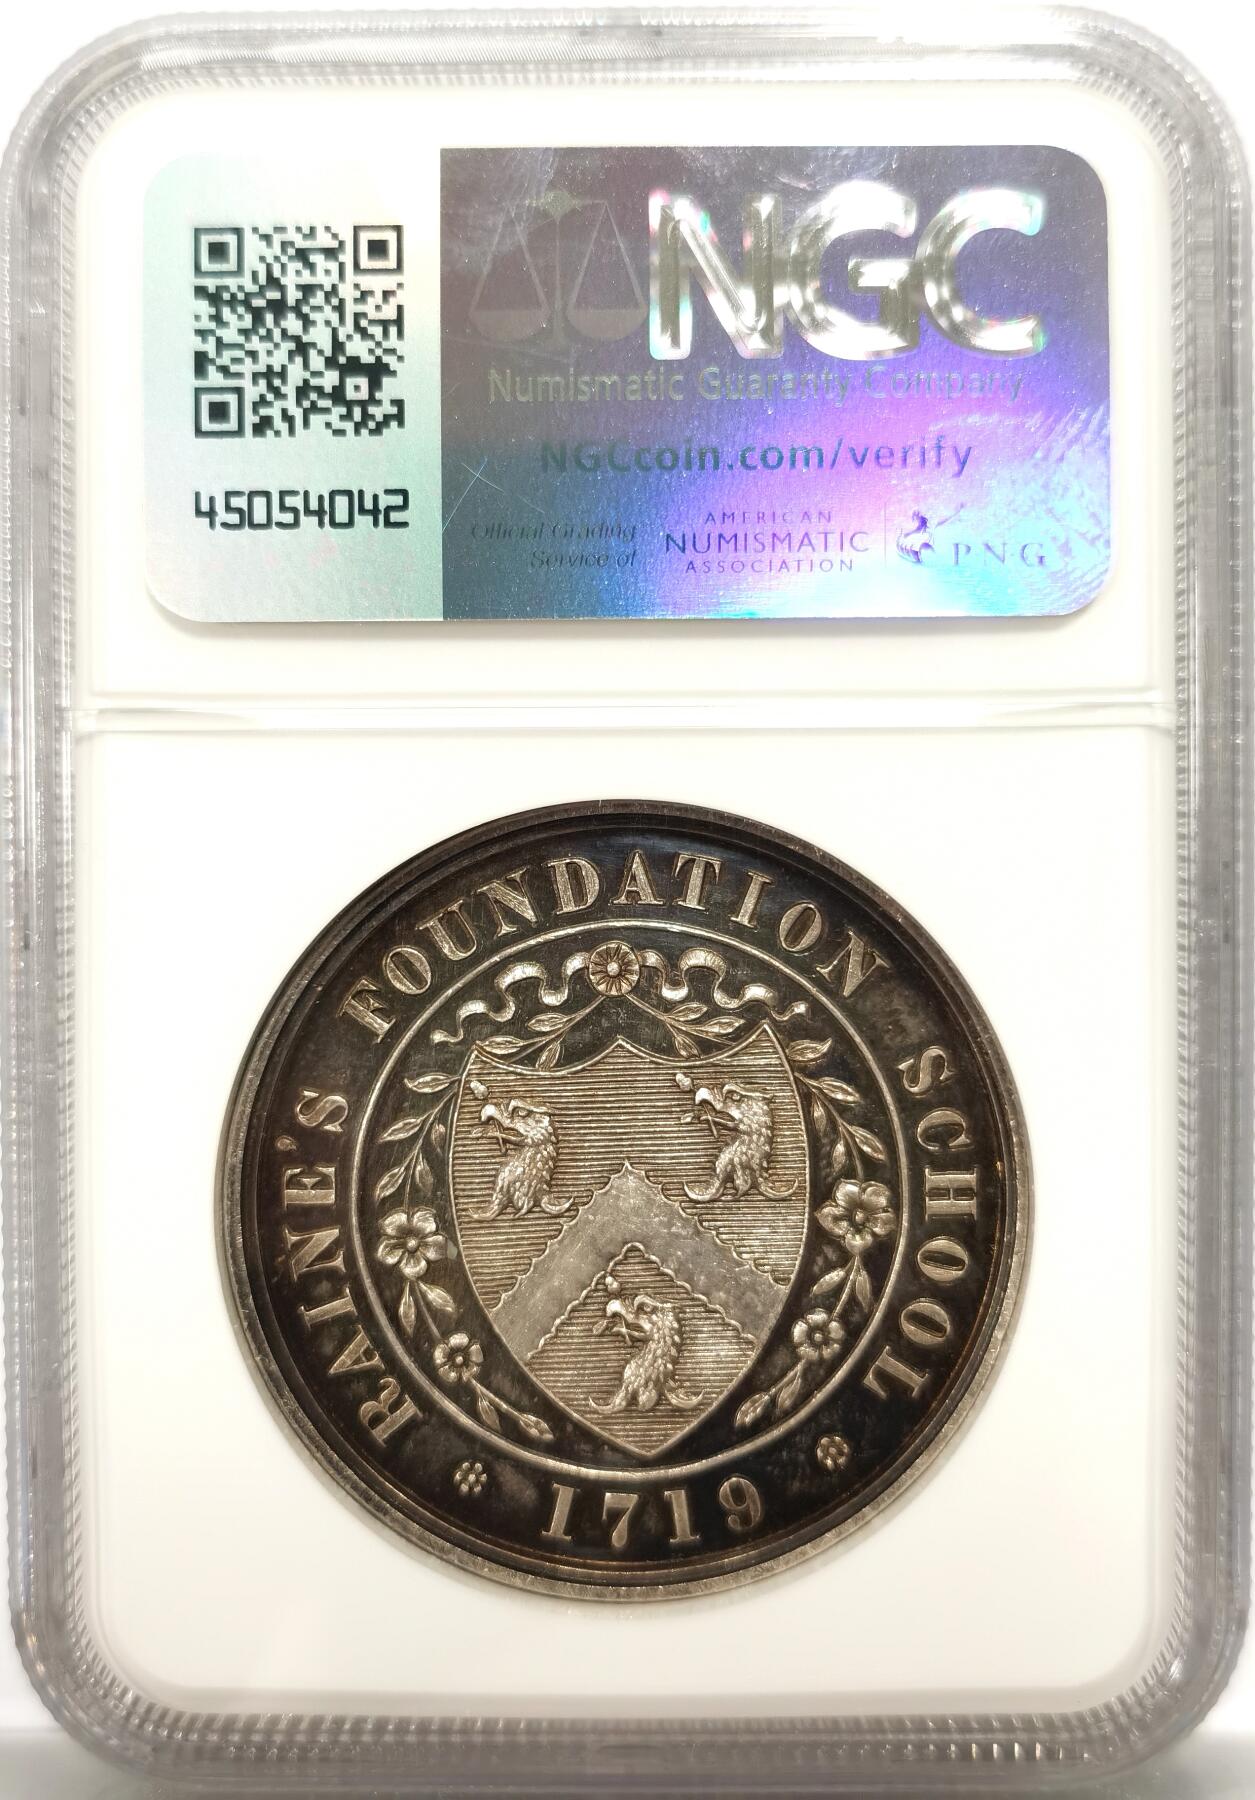 NGC
Numismatic Guaranty Company
NGCcoin.com/verify
45054042
Official Grading
Service of
AMERICAN
NUMISMATIC
ASSOCIATION
PNG
RAINE'S FOUNDATION SCHOOL
1719